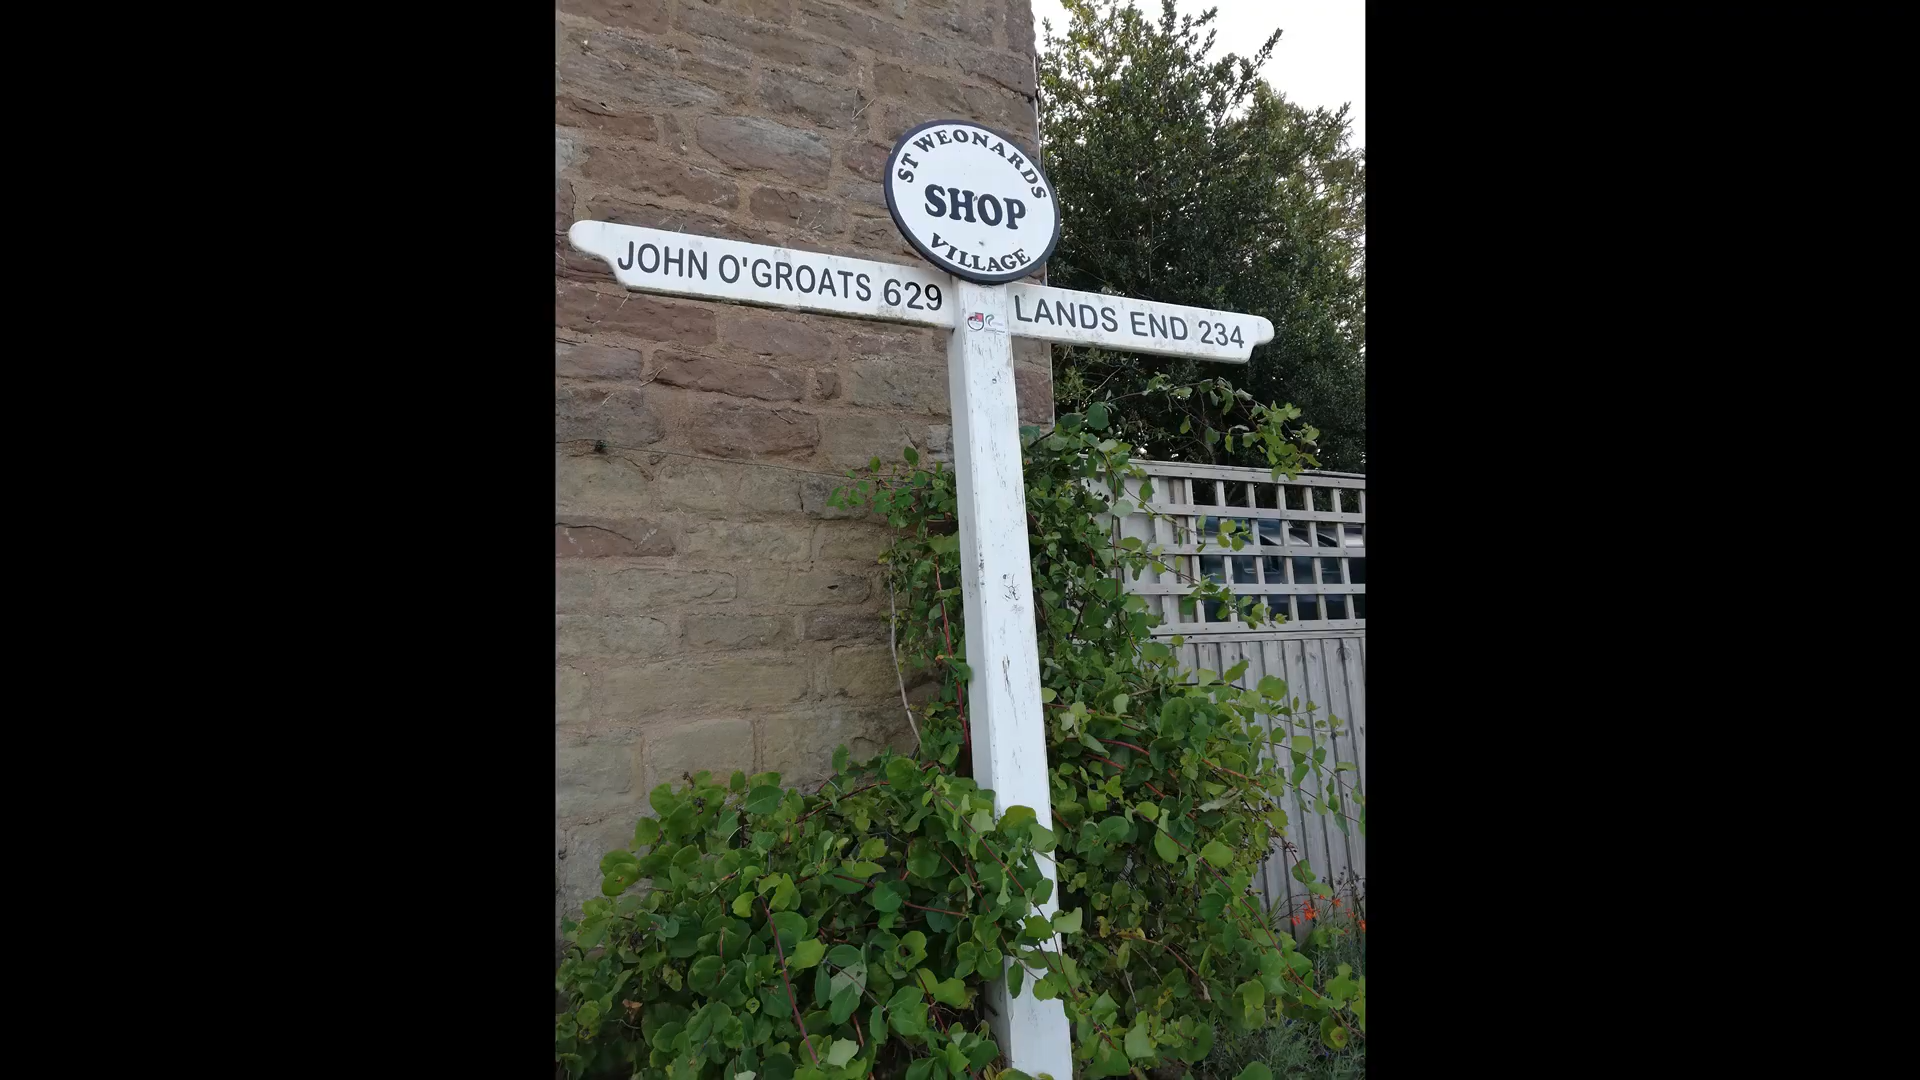 ST WEONARDS
SHOP
VILLAGE
JOHN O'GROATS 629
LANDS END 234